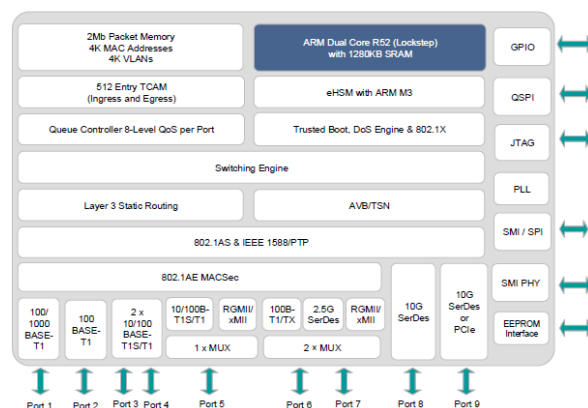 2Mb Packet Memory
4K MAC Addresses
4K VLANs
ARM Dual Core R52 (Lockstep)
with 1280KB SRAM
GPIO
512 Entry TCAM
(Ingress and Egress)
eHSM with ARM M3
QSPI
Queue Controller 8-Level QoS per Port
Trusted Boot, DoS Engine & 802.1X
JTAG
Switching Engine
PLL
Layer 3 Static Routing
AVB/TSN
SMI / SPI
802.1AS & IEEE 1588/PTP
802.1AE MACSec
SMI PHY
100/
1000
BASE-
T1
100
BASE-
T1
2 x
10/100
BASE-
T1S/T1
10/100B-
T1S/T1
RGMII/
xMII
1 x MUX
100B-
T1/TX
2.5G
SerDes
RGMII/
xMII
2 x MUX
10G
SerDes
10G
SerDes
or
PCIe
EEPROM
Interface
Port 1
Port 2
Port 3
Port 4
Port 5
Port 6
Port 7
Port 8
Port 9